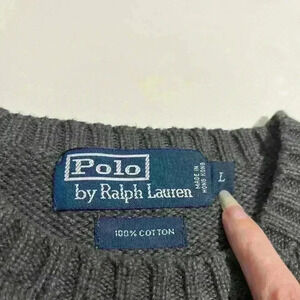 Polo
by Ralph Lauren
MADE IN
HONG KONG
L
100% COTTON